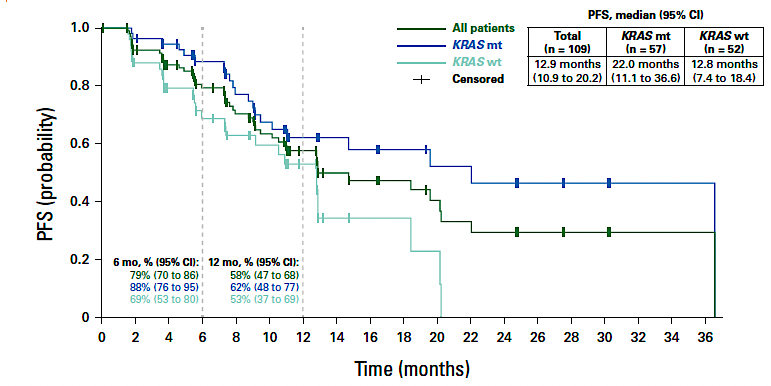 PFS, median (95% CI)
All patients
KRAS mt
KRAS wt
Censored
Total KRAS mt KRAS wt
(n = 109) (n = 57) (n = 52)
12.9 months 22.0 months 12.8 months
(10.9 to 20.2) (11.1 to 36.6) (7.4 to 18.4)
PFS (probability)
1.0
0.8
0.6
0.4
0.2
0
6 mo, % (95% CI): 12 mo, % (95% CI):
79% (70 to 86) 58% (47 to 68)
88% (76 to 95) 62% (48 to 77)
69% (53 to 80) 53% (37 to 69)
0 2 4 6 8 10 12 14 16 18 20 22 24 26 28 30 32 34 36
Time (months)